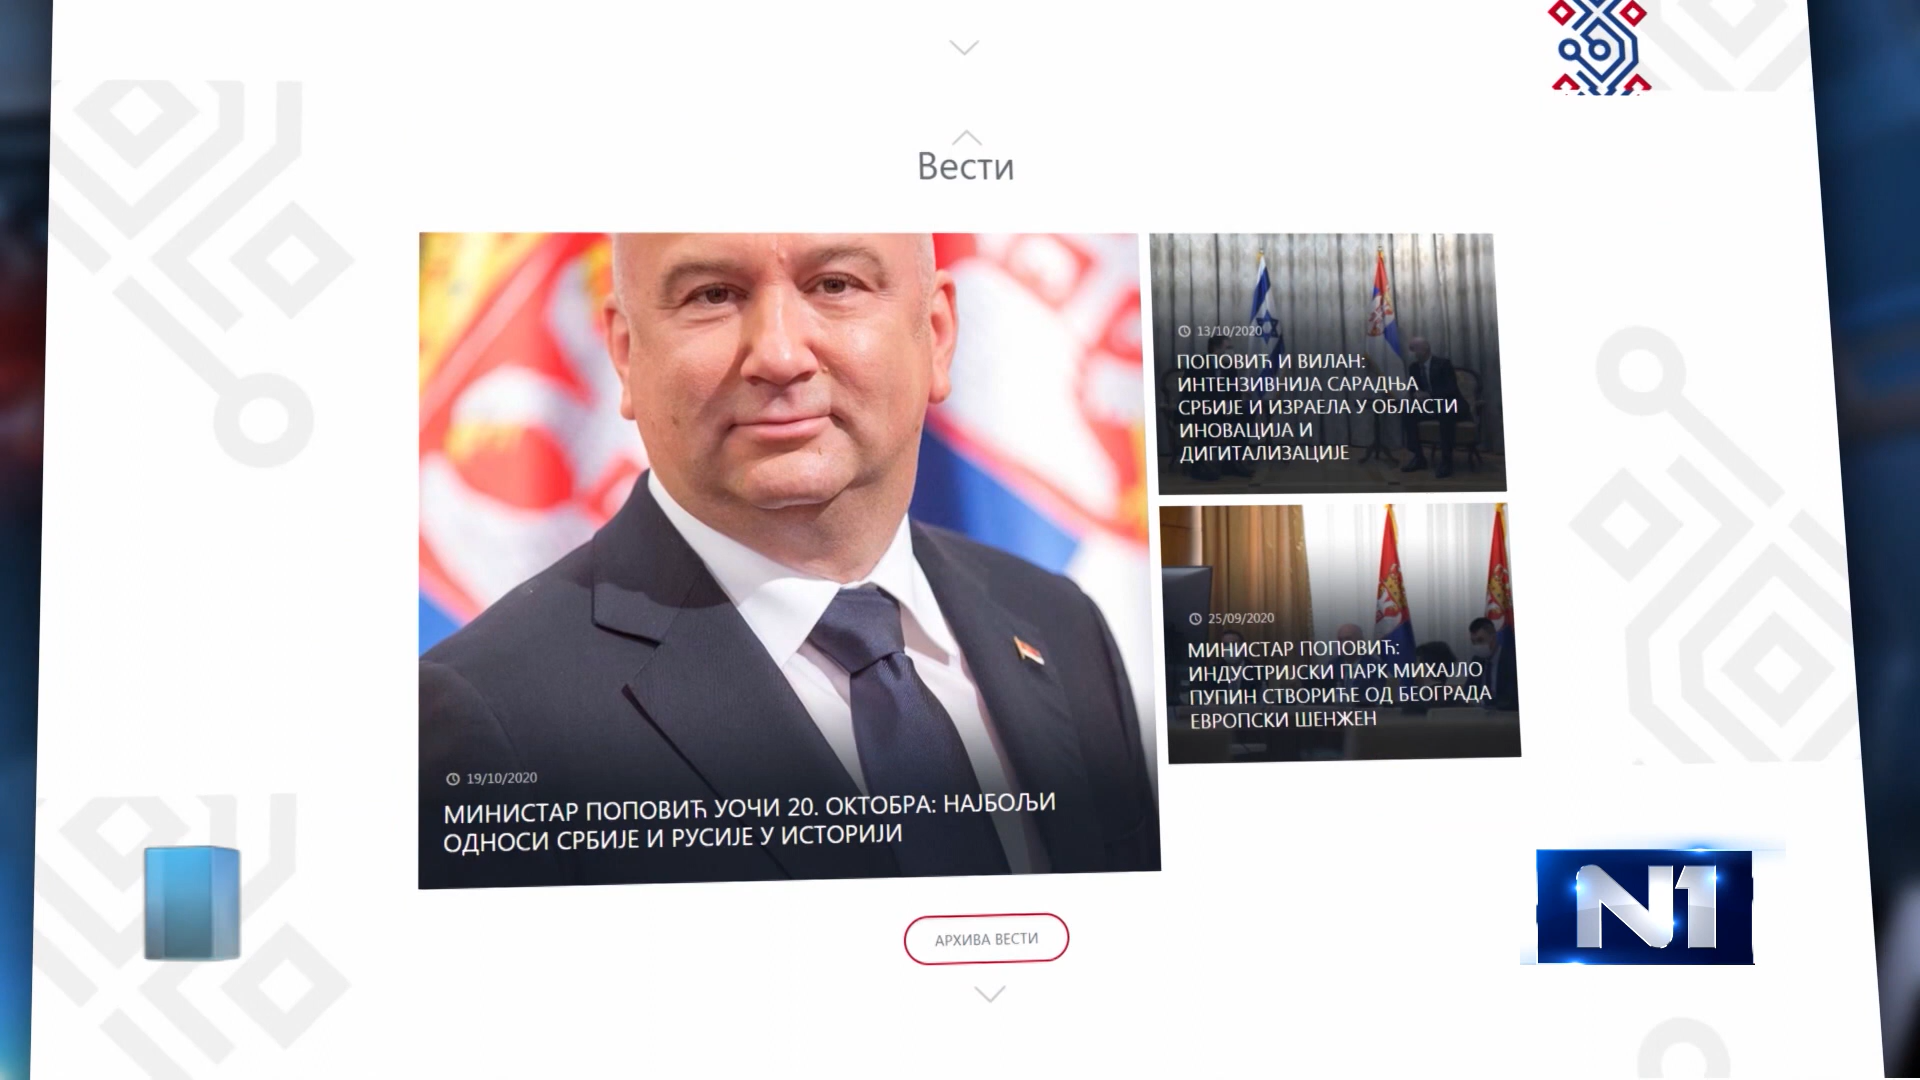 Вести
19/10/2020
МИНИСТАР ПОПОВИЋ УОЧИ 20. ОКТОБРА: НАЈБОЉИ
ОДНОСИ СРБИЈЕ И РУСИЈЕ У ИСТОРИЈИ
13/10/2020
ПОПОВИЋ И ВИЛАН:
ИНТЕНЗИВНИЈА САРАДЊА
СРБИЈЕ И ИЗРАЕЛА У ОБЛАСТИ
ИНОВАЦИЈА И
ДИГИТАЛИЗАЦИЈЕ
25/09/2020
МИНИСТАР ПОПОВИЋ:
ИНДУСТРИЈСКИ ПАРК МИХАЈЛО
ПУПИН СТВОРИЋЕ ОД БЕОГРАДА
ЕВРОПСКИ ШЕНЖЕН
АРХИВА ВЕСТИ
N1